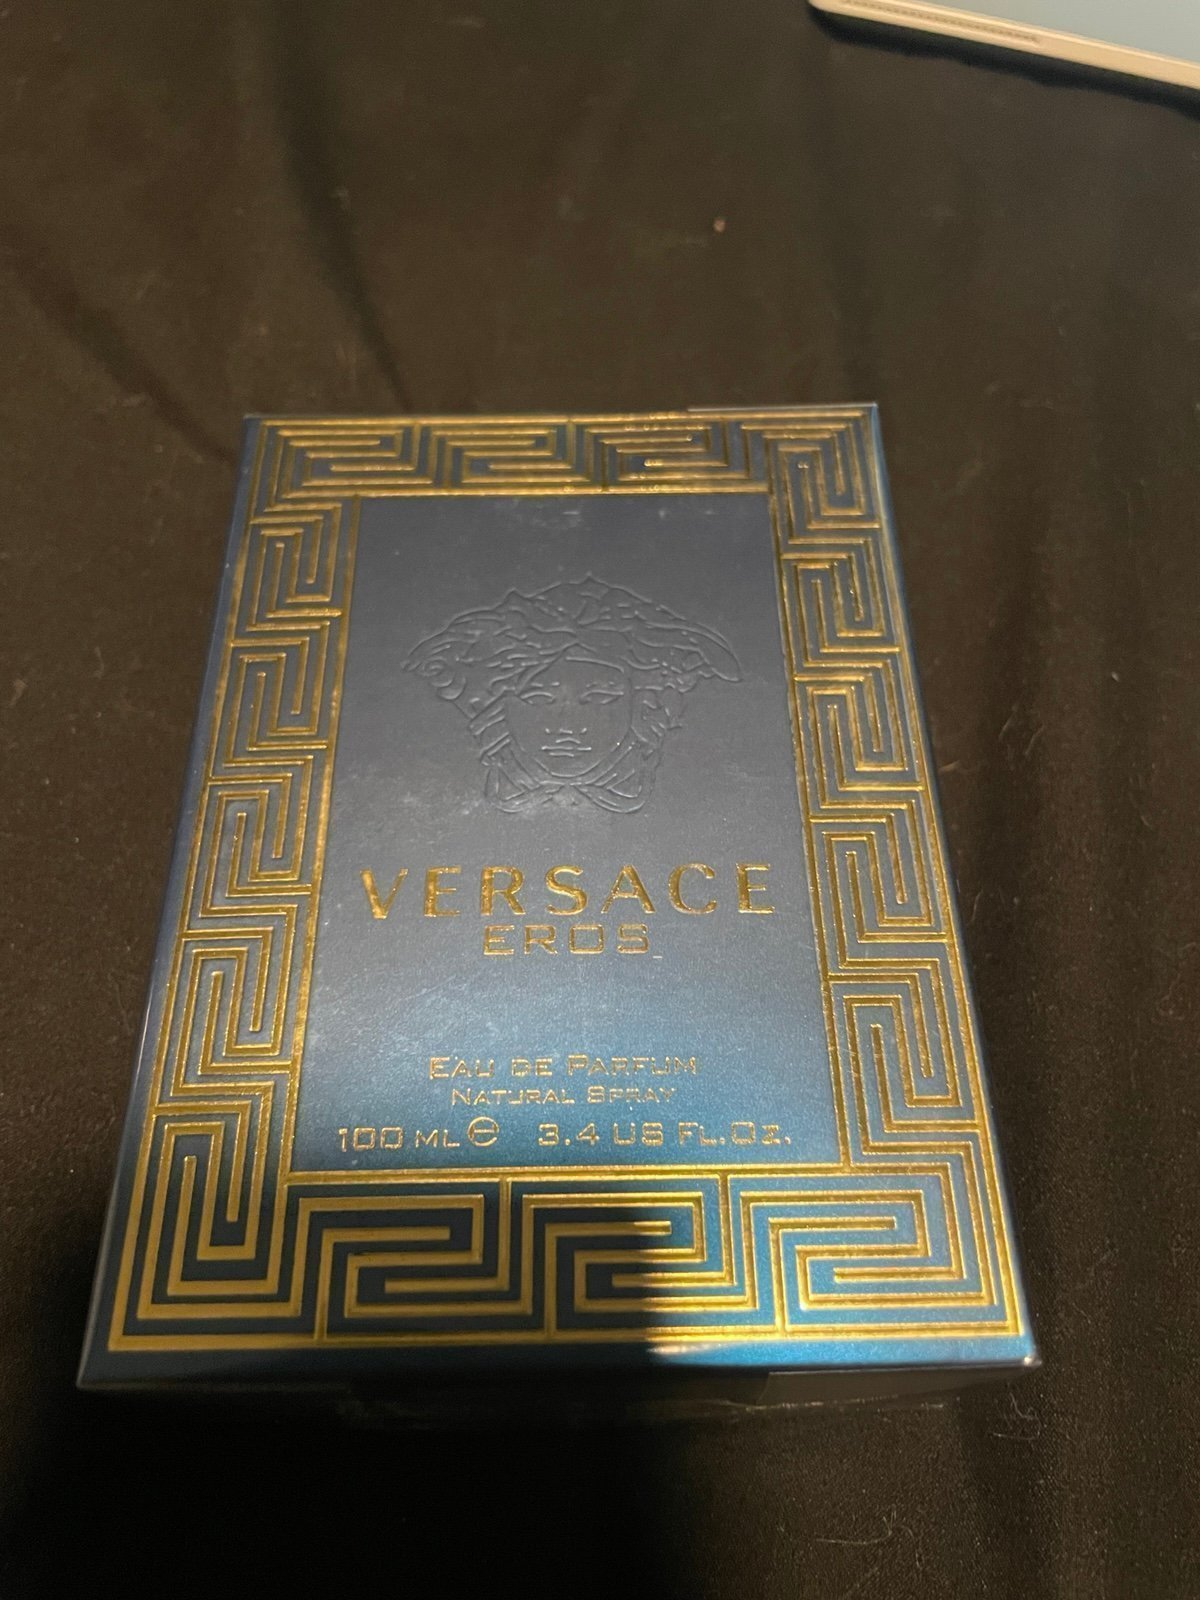 VERSACE
EROS
EAU DE PARFUM
NATURAL SPRAY
100 ML ℮ 3.4 US FL.OZ.